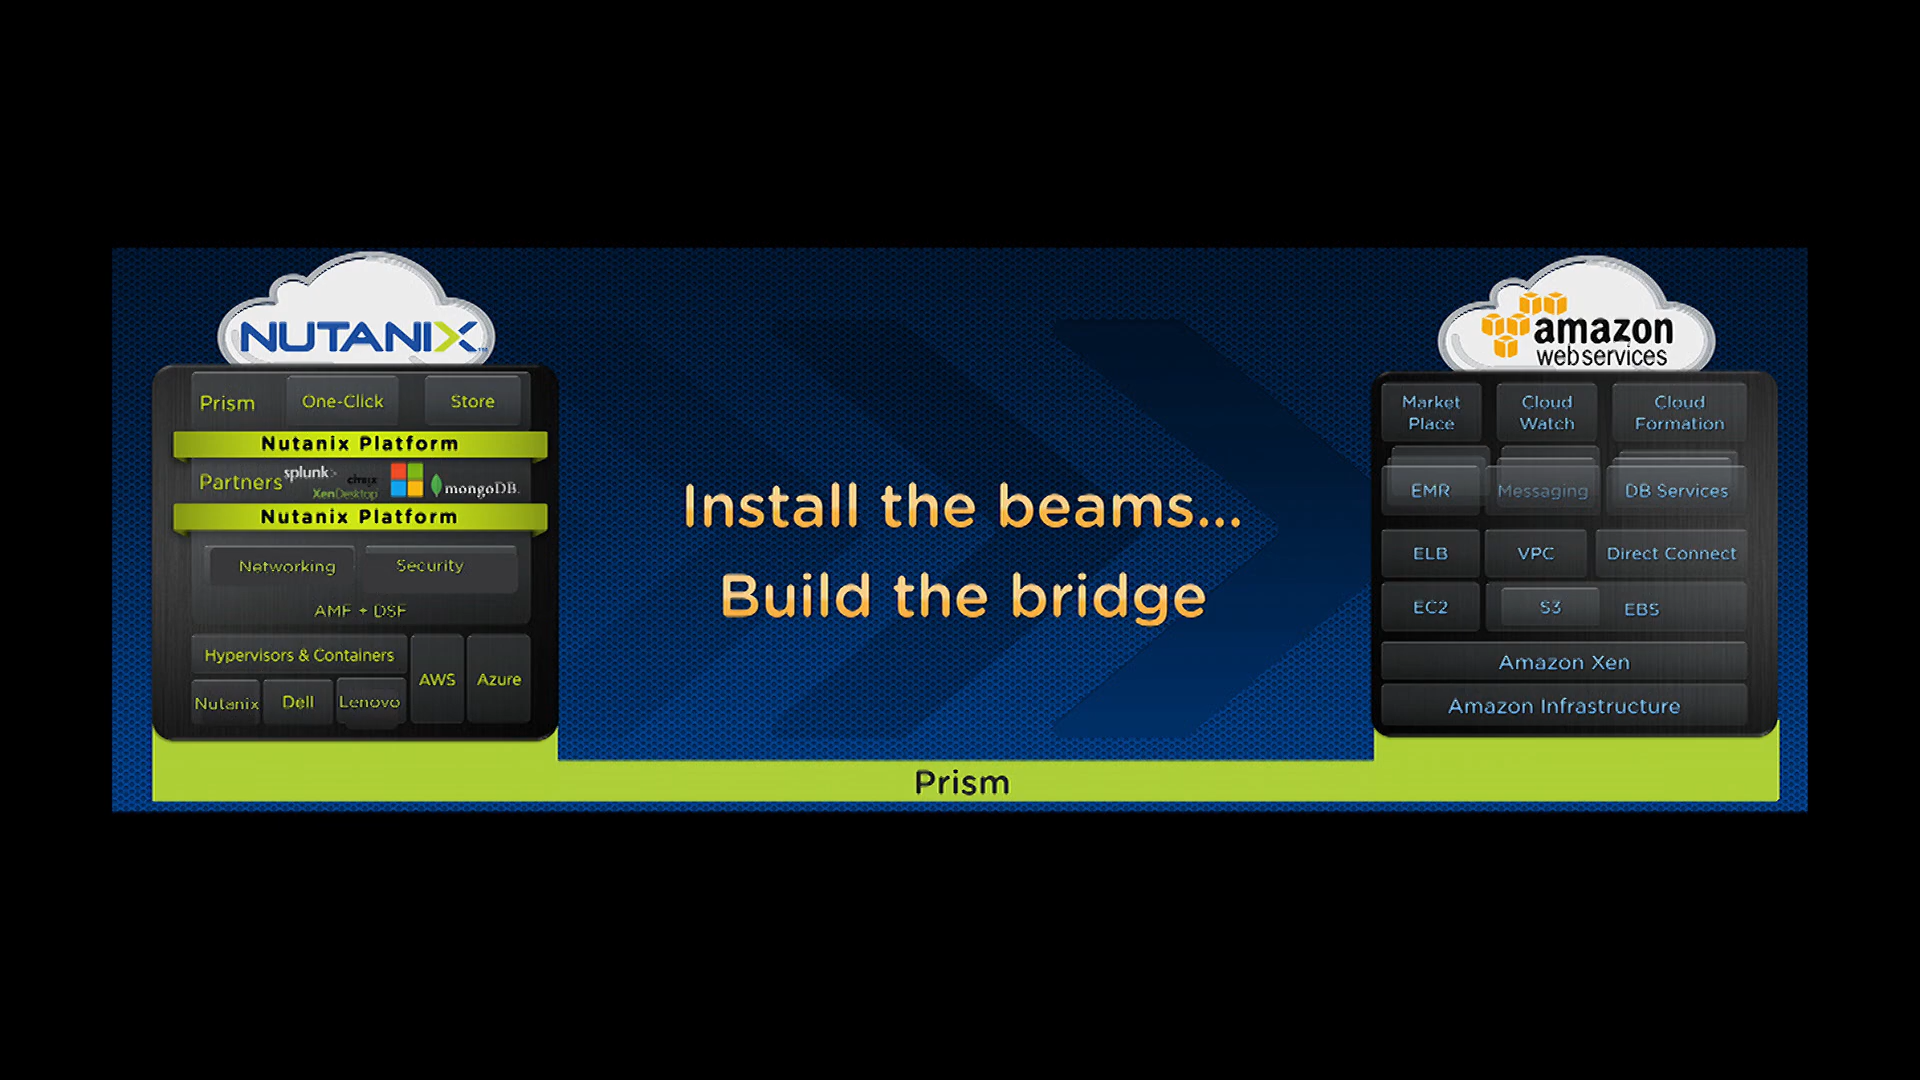 NUTANIX
Prism One-Click Store
Nutanix Platform
Partners splunk> citrix XenDesktop mongoDB.
Nutanix Platform
Networking Security
AMF + DSF
Hypervisors & Containers
AWS Azure
Nutanix Dell Lenovo
Install the beams...
Build the bridge
amazon
webservices
Market Place
Cloud Watch
Cloud Formation
EMR Messaging DB Services
ELB VPC Direct Connect
EC2 S3 EBS
Amazon Xen
Amazon Infrastructure
Prism